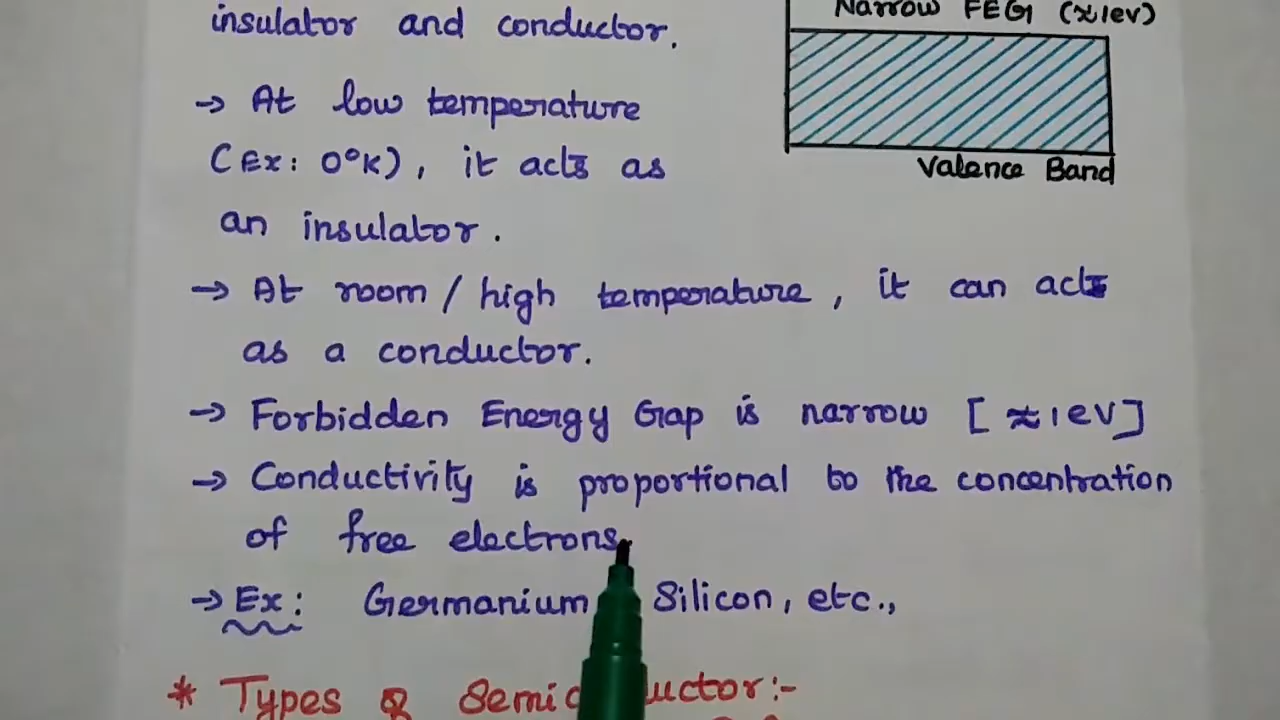 insulator and conductor.
Narrow FEG (≈1ev)
→ At low temperature
(Ex: 0°K), it acts as
an insulator.
Valence Band
→ At room / high temperature, it can acts
as a conductor.
→ Forbidden Energy Gap is narrow [≈1eV]
→ Conductivity is proportional to the concentration
of free electrons
→ Ex: Germanium Silicon, etc.,
* Types of :-